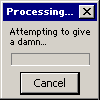 Processing...
Attempting to give
a damn...
Cancel